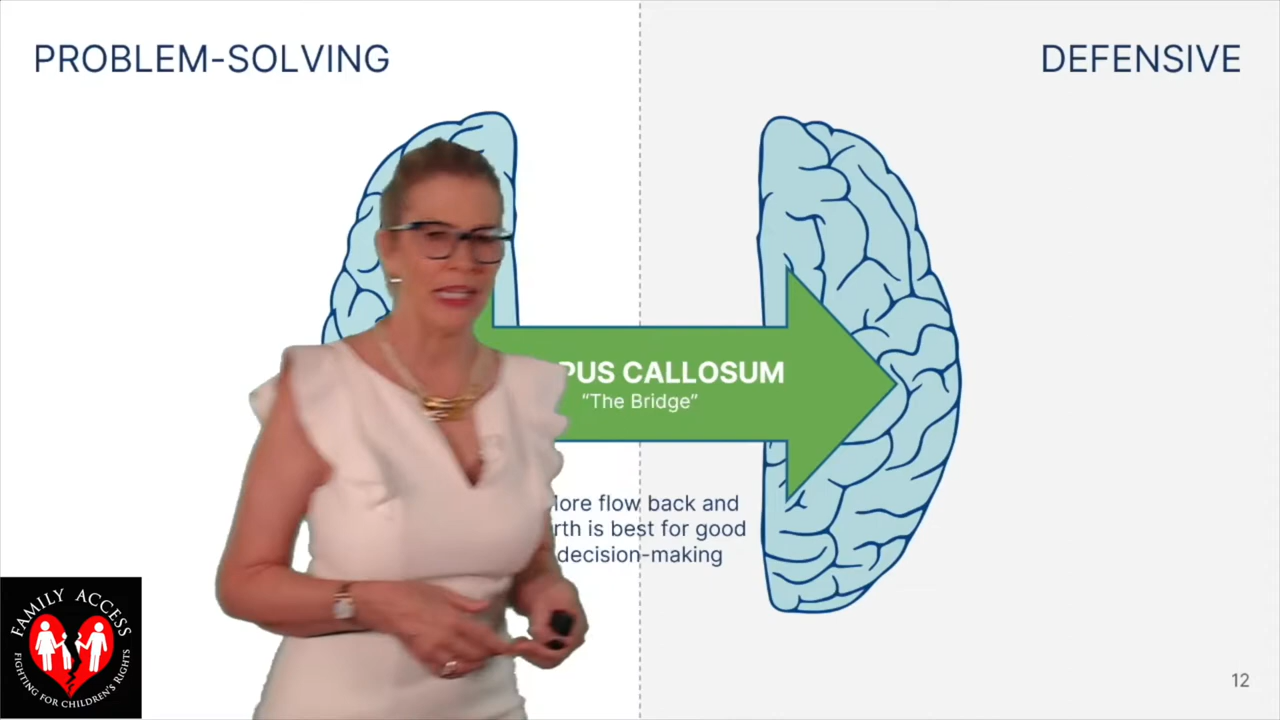 PROBLEM-SOLVING
DEFENSIVE
PUS CALLOSUM
“The Bridge”
ore flow back and
rth is best for good
decision-making
FAMILY ACCESS
FIGHTING FOR CHILDREN'S RIGHTS
12